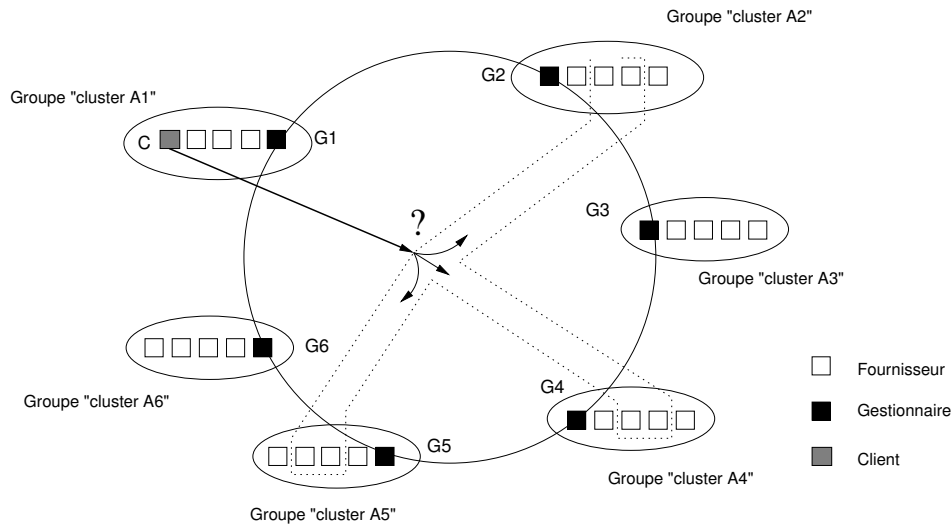 Groupe "cluster A2"
G2
Groupe "cluster A1"
C
G1
?
G3
Groupe "cluster A3"
G6
Groupe "cluster A6"
G4
Groupe "cluster A4"
G5
Groupe "cluster A5"
Fournisseur
Gestionnaire
Client